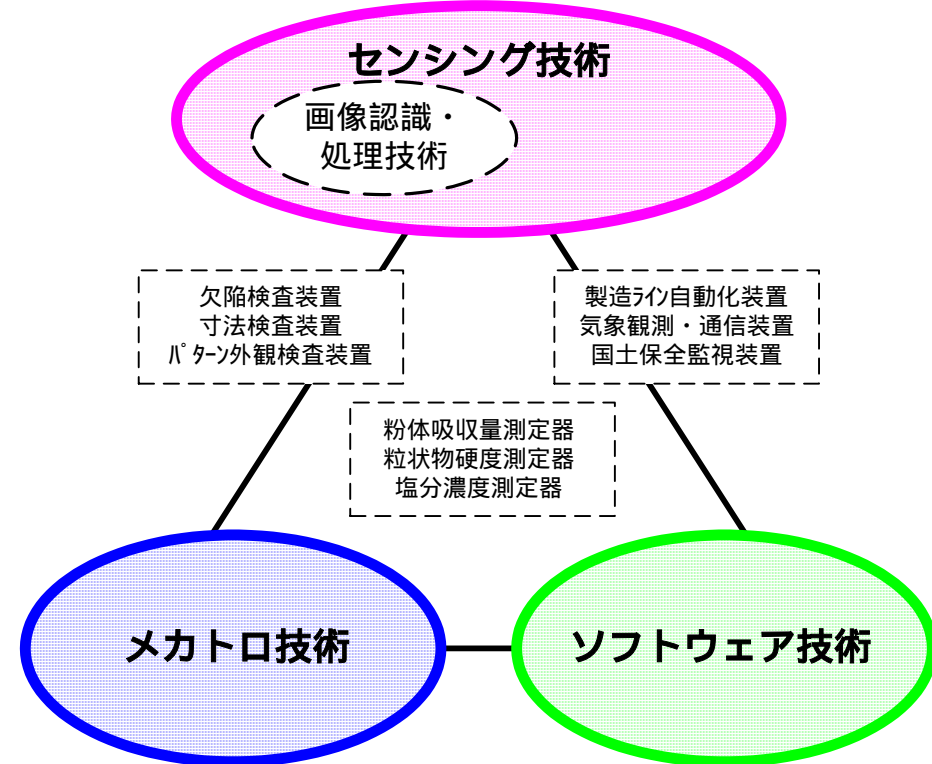 センシング技術
画像認識・
処理技術
欠陥検査装置
寸法検査装置
ﾊﾟﾀｰﾝ外観検査装置
製造ﾗｲﾝ自動化装置
気象観測・通信装置
国土保全監視装置
粉体吸収量測定器
粒状物硬度測定器
塩分濃度測定器
メカトロ技術
ソフトウェア技術